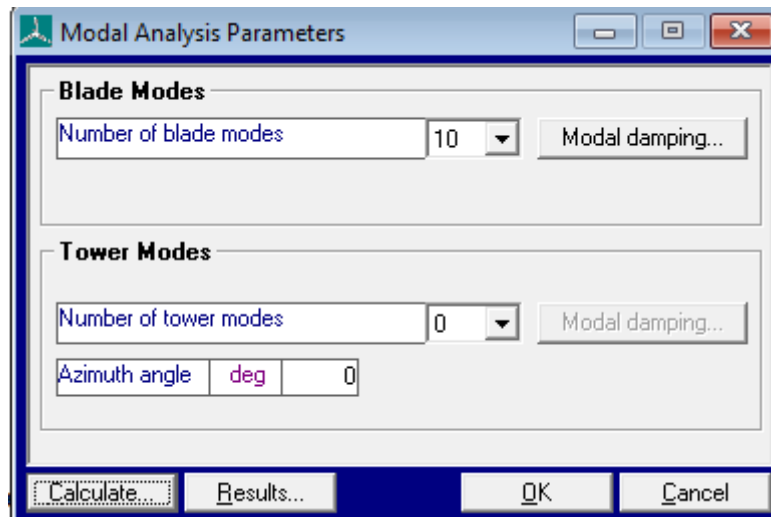 Modal Analysis Parameters
Blade Modes
Number of blade modes 10 Modal damping...
Tower Modes
Number of tower modes 0 Modal damping...
Azimuth angle deg 0
Calculate... Results... OK Cancel